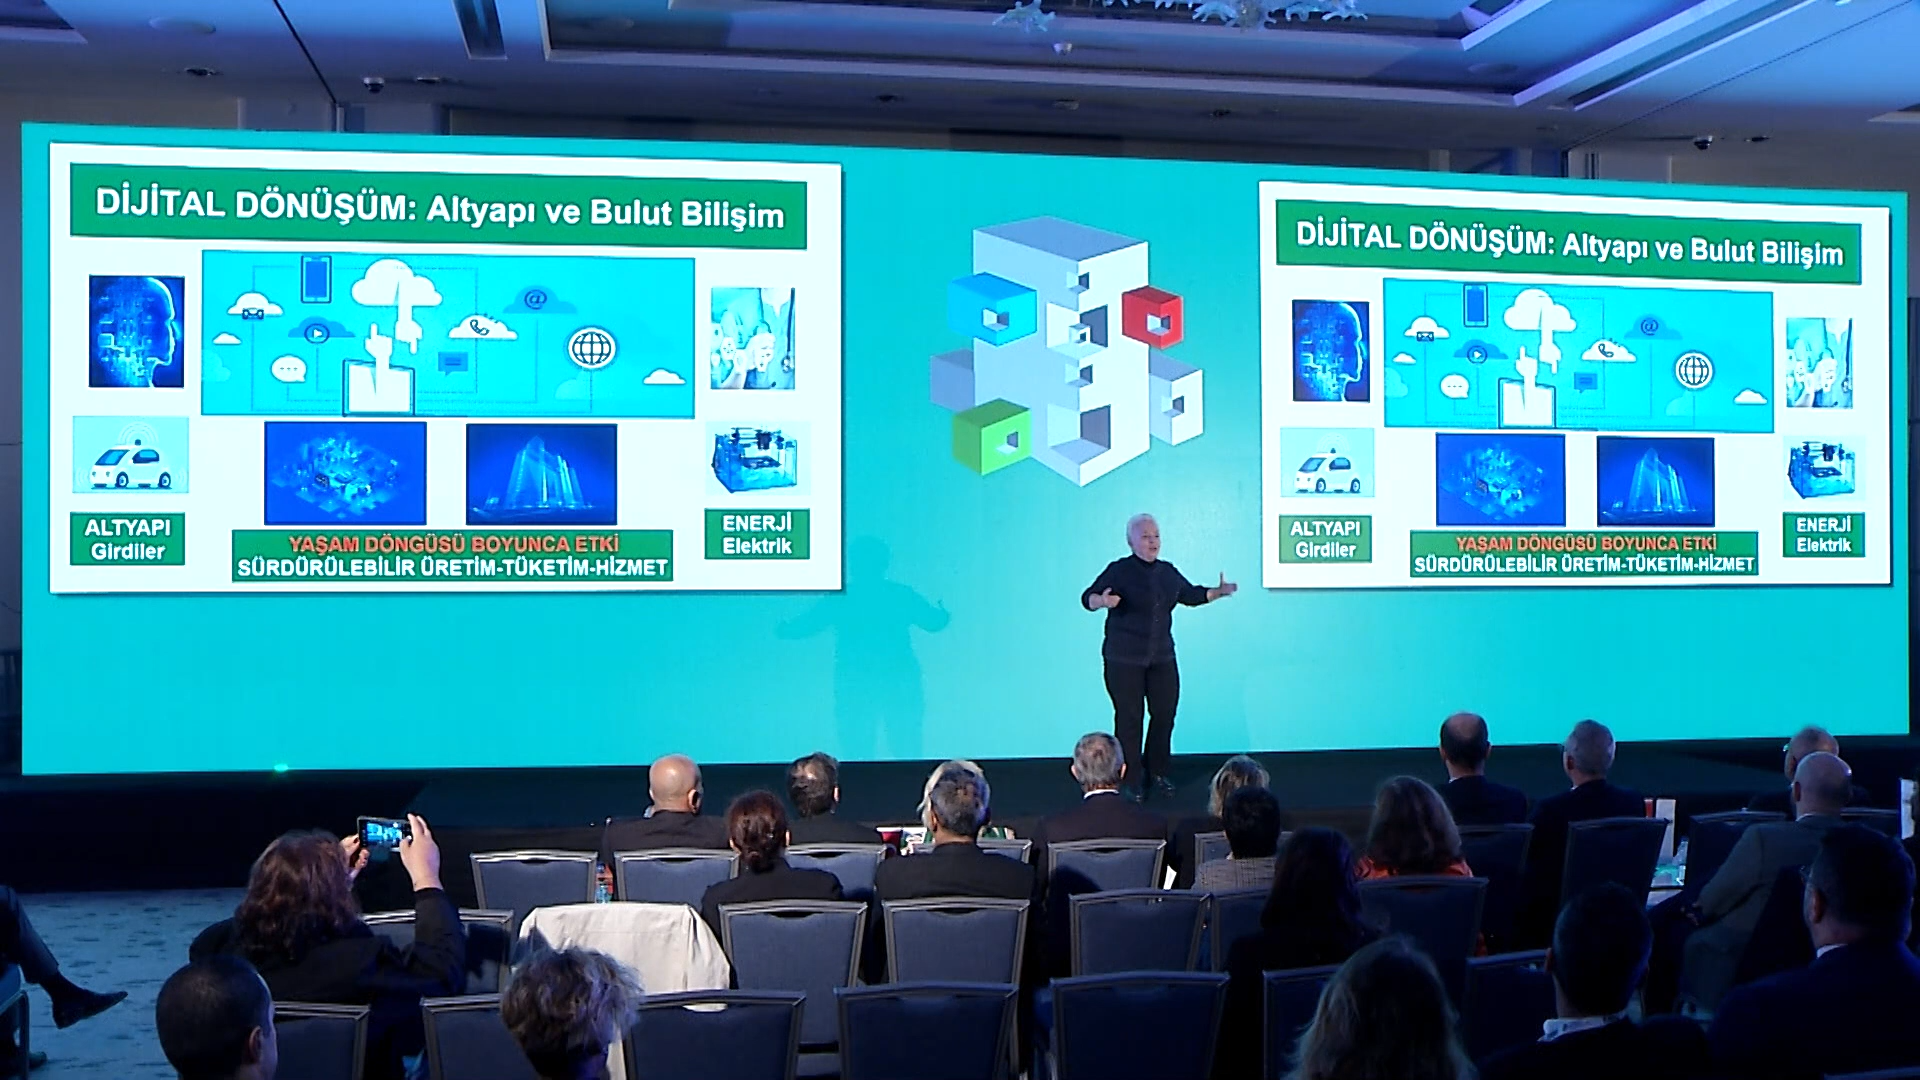 DİJİTAL DÖNÜŞÜM: Altyapı ve Bulut Bilişim
@
ALTYAPI
Girdiler
YAŞAM DÖNGÜSÜ BOYUNCA ETKİ
SÜRDÜRÜLEBİLİR ÜRETİM-TÜKETİM-HİZMET
ENERJİ
Elektrik
DİJİTAL DÖNÜŞÜM: Altyapı ve Bulut Bilişim
@
ALTYAPI
Girdiler
YAŞAM DÖNGÜSÜ BOYUNCA ETKİ
SÜRDÜRÜLEBİLİR ÜRETİM-TÜKETİM-HİZMET
ENERJİ
Elektrik